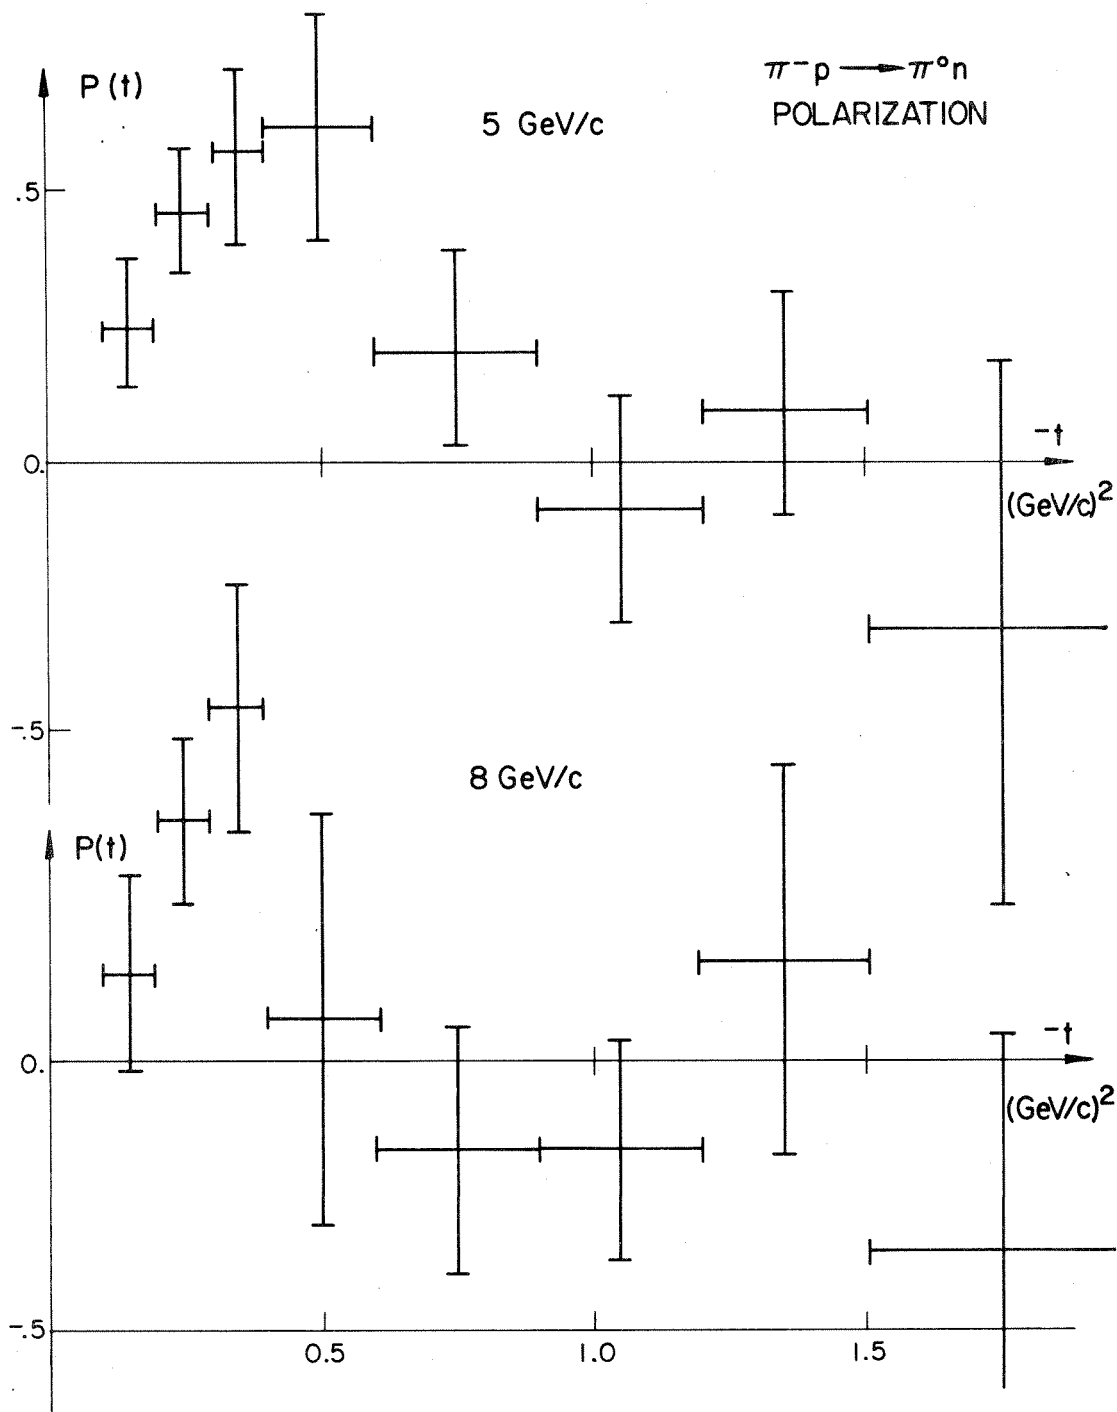 P(t)
π⁻p ⟶ π°n
POLARIZATION
5 GeV/c
.5
0.
-t
(GeV/c)²
-.5
8 GeV/c
P(t)
0.
-t
(GeV/c)²
-.5
0.5 1.0 1.5